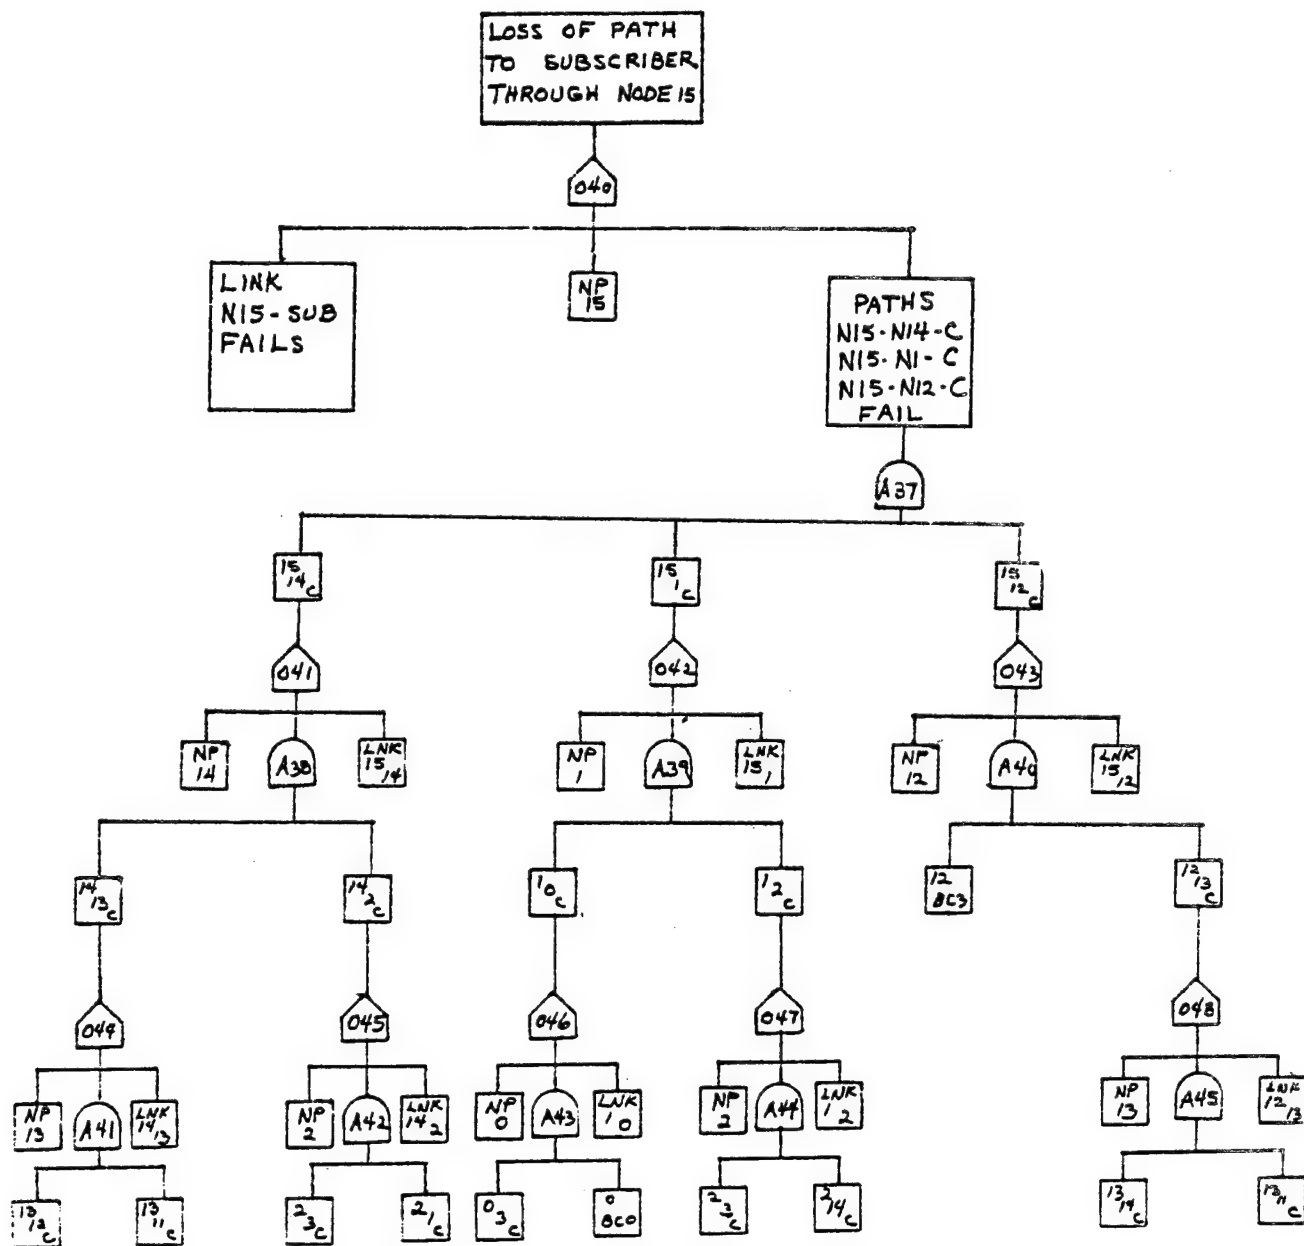 LOSS OF PATH
TO SUBSCRIBER
THROUGH NODE 15
040
LINK
N15-SUB
FAILS
NP
15
PATHS
N15-N14-C
N15-N1-C
N15-N12-C
FAIL
A37
15
14
C
15
1
C
15
12
C
041
042
043
NP
14
A38
LNK
15
14
NP
1
A39
LNK
15
1
NP
12
A40
LNK
15
12
14
13
C
14
2
C
1
0
C
1
2
C
12
BC3
12
13
C
044
045
046
047
048
NP
13
A41
LNK
14
13
NP
2
A42
LNK
14
2
NP
0
A43
LNK
1
0
NP
2
A44
LNK
1
2
NP
13
A45
LNK
12
13
13
12
C
13
11
C
2
3
C
2
1
C
0
3
C
0
BC0
2
3
C
2
14
C
13
14
C
13
11
C